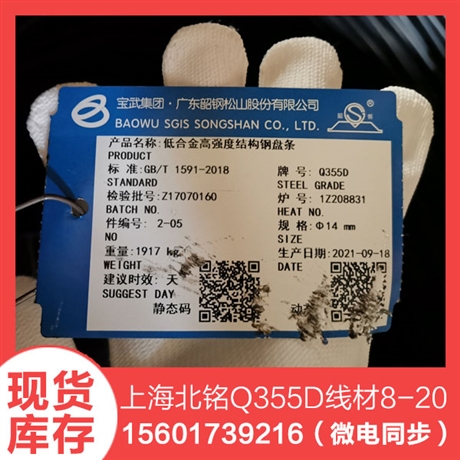 宝武集团·广东韶钢松山股份有限公司
BAOWU SGIS SONGSHAN CO., LTD.
产品名称:低合金高强度结构钢盘条
PRODUCT
标 准:GB/T 1591-2018
STANDARD
牌 号: Q355D
STEEL GRADE
检验批号:Z17070160
BATCH NO.
炉 号: 1Z208831
HEAT NO.
件编号: 2-05
NO
规 格:Φ14 mm
SIZE
重量:1917 kg
WEIGHT
生产日期2021-09-18
DATE
建议时效: 天
SUGGEST DAY
静态码
动
现货
库存
上海北铭Q355D线材8-20
15601739216（微电同步）